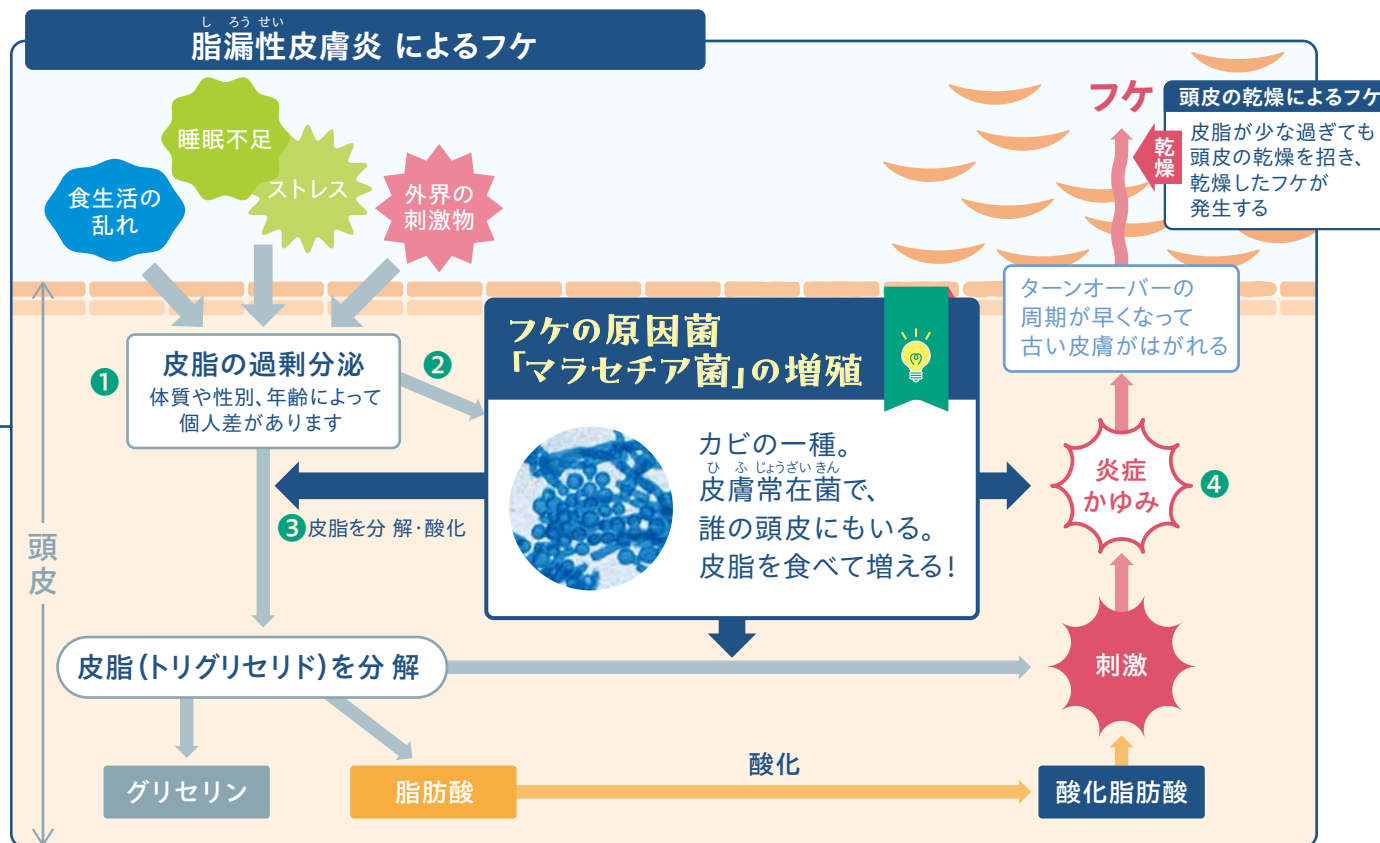 脂漏性皮膚炎 によるフケ
し ろう せい
睡眠不足
ストレス
食生活の
乱れ
外界の
刺激物
フケ
乾燥
頭皮の乾燥によるフケ
皮脂が少な過ぎても
頭皮の乾燥を招き、
乾燥したフケが
発生する
ターンオーバーの
周期が早くなって
古い皮膚がはがれる
❶
皮脂の過剰分泌
体質や性別、年齢によって
個人差があります
❷
フケの原因菌
「マラセチア菌」の増殖
カビの一種。
ひ ふ じょうざい きん
皮膚常在菌で、
誰の頭皮にもいる。
皮脂を食べて増える!
❸皮脂を分 解・酸化
炎症
かゆみ
❹
頭皮
皮脂(トリグリセリド)を分 解
刺激
グリセリン
脂肪酸
酸化
酸化脂肪酸